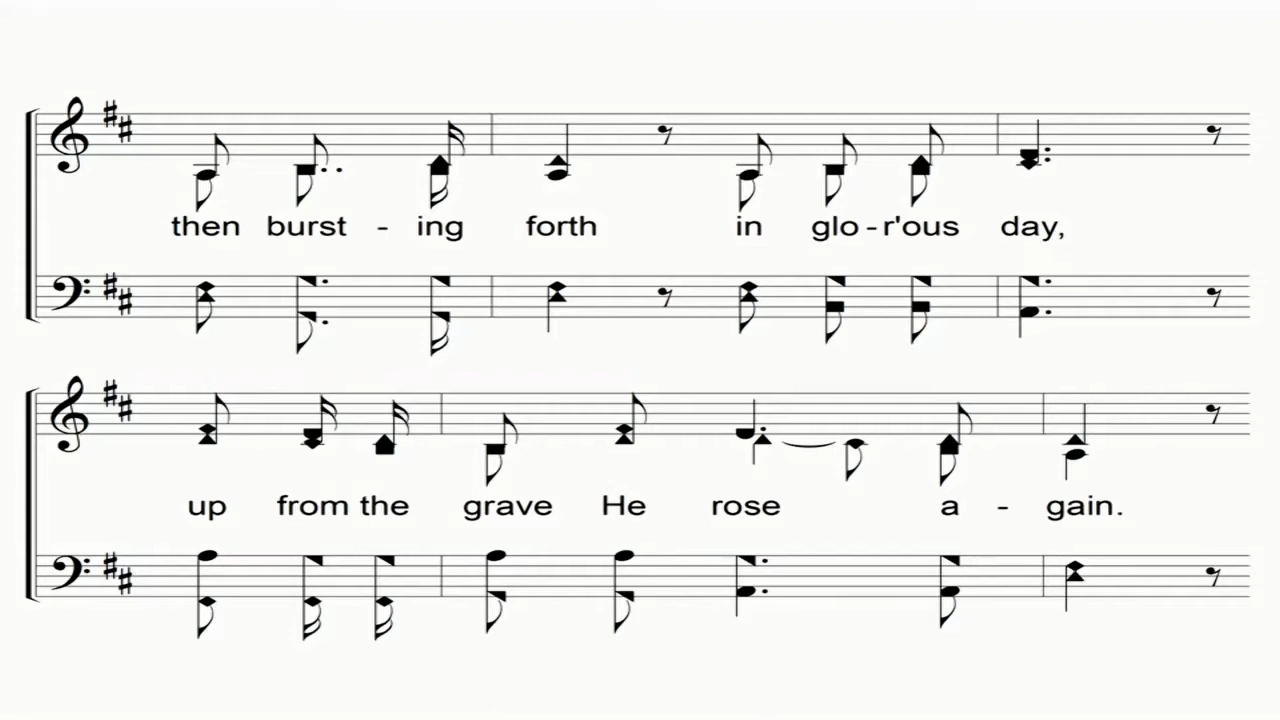 then burst - ing forth in glo - r'ous day,
up from the grave He rose a - gain.